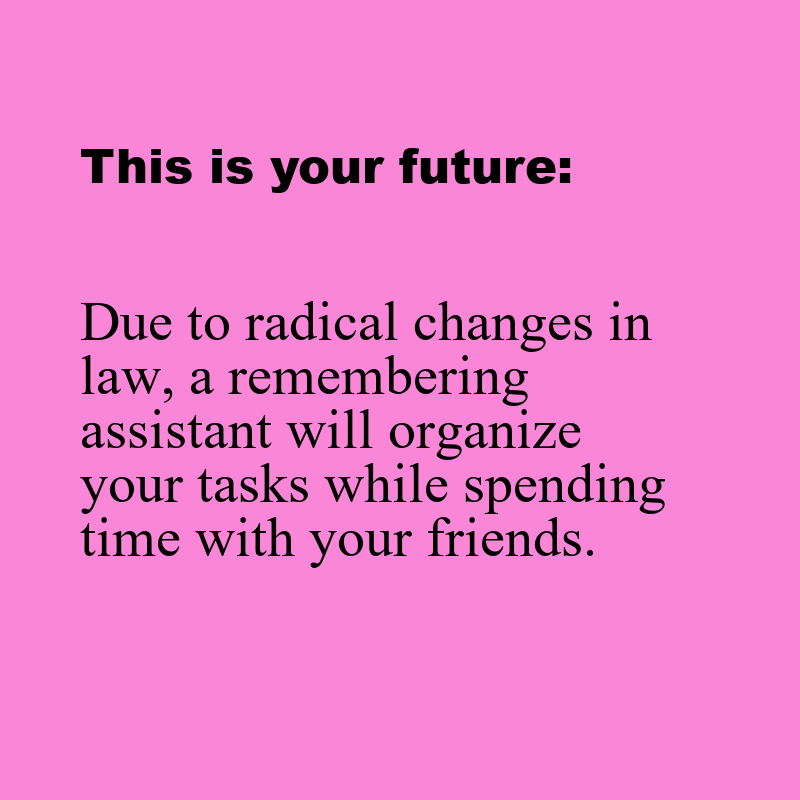 This is your future:
Due to radical changes in
law, a remembering
assistant will organize
your tasks while spending
time with your friends.